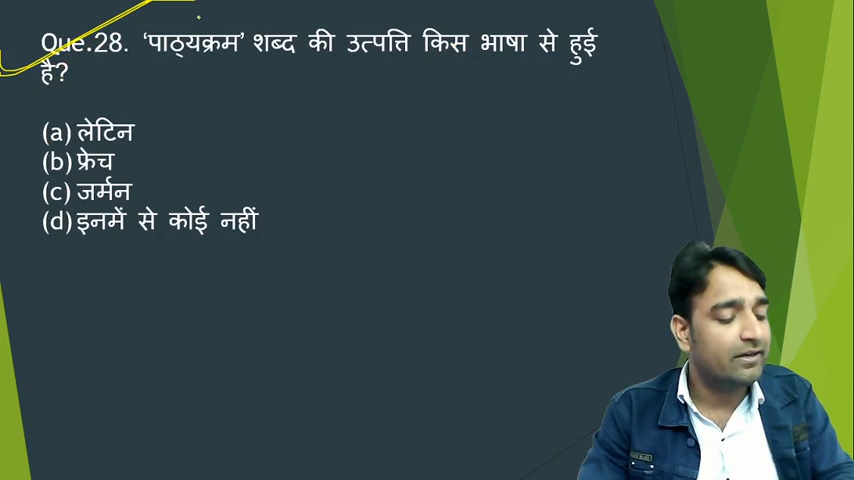 Que.28. ‘पाठ्यक्रम’ शब्द की उत्पत्ति किस भाषा से हुई
है?
(a) लेटिन
(b) फ्रेच
(c) जर्मन
(d) इनमें से कोई नहीं